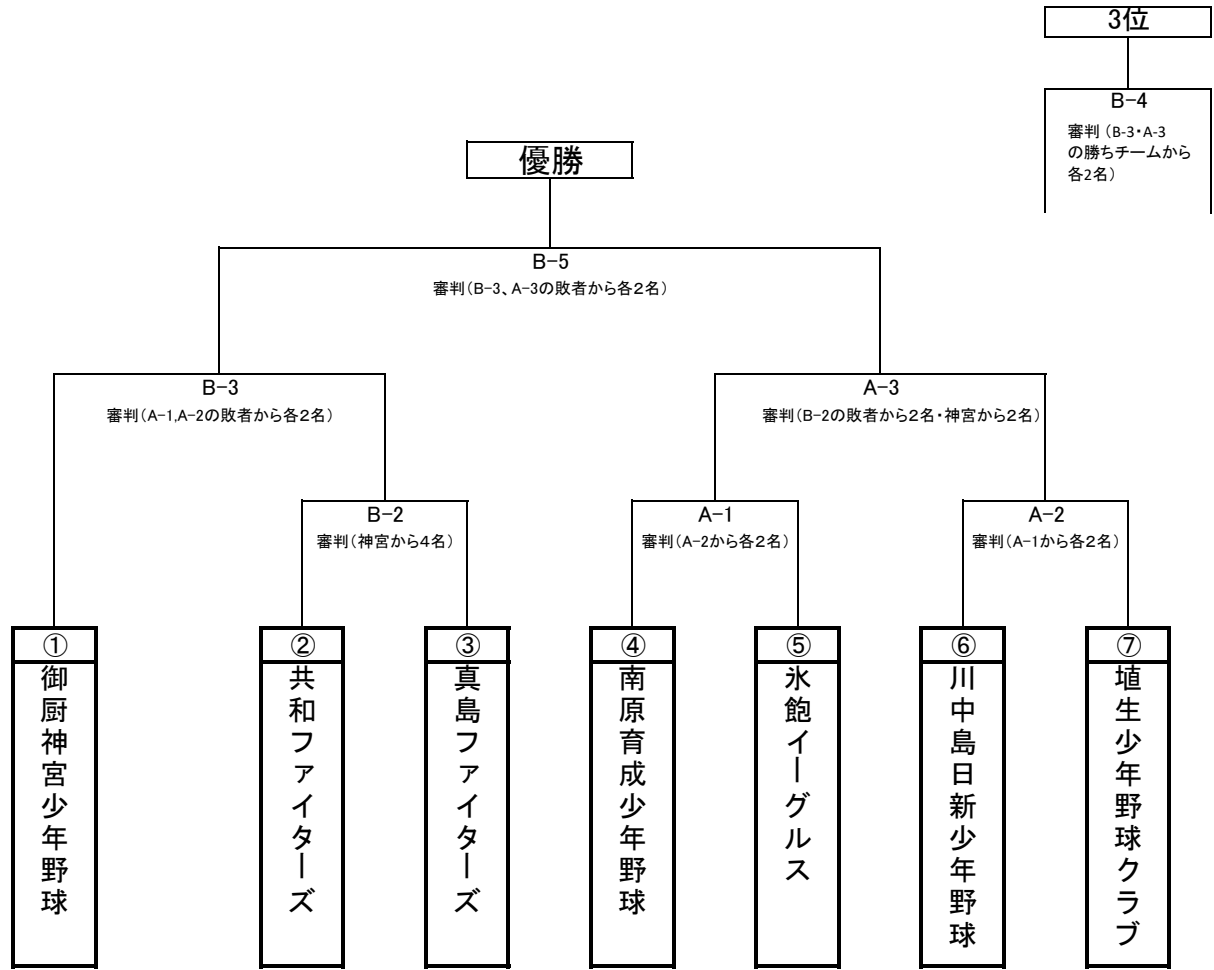 3位
B-4
審判（B-3・A-3
の勝ちチームから
各2名）
優勝
B-5
審判（B-3、A-3の敗者から各２名）
B-3
審判（A-1,A-2の敗者から各２名）
A-3
審判（B-2の敗者から２名・神宮から２名）
B-2
審判（神宮から４名）
A-1
審判（A-2から各２名）
A-2
審判（A-1から各２名）
①
御厨神宮少年野球
②
共和ファイターズ
③
真島ファイターズ
④
南原育成少年野球
⑤
氷飽イーグルス
⑥
川中島日新少年野球
⑦
埴生少年野球クラブ